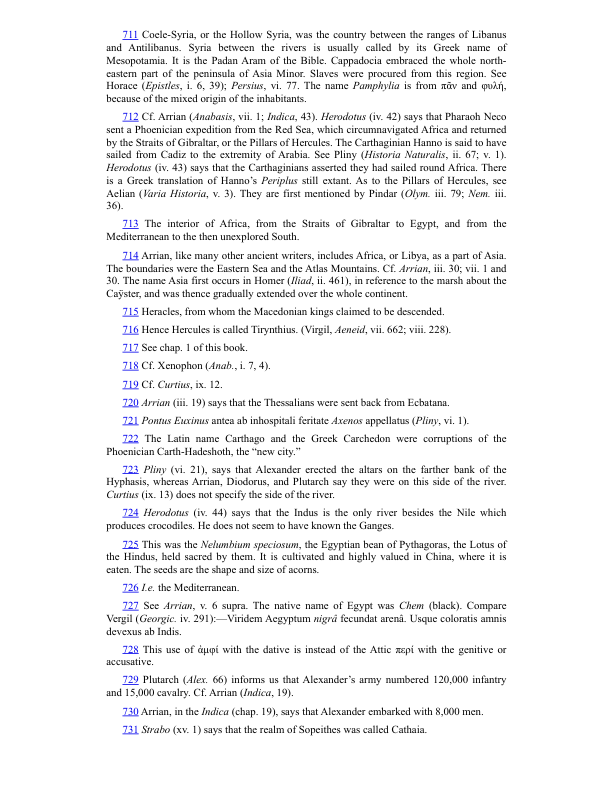 711 Coele-Syria, or the Hollow Syria, was the country between the ranges of Libanus
and Antilibanus. Syria between the rivers is usually called by its Greek name of
Mesopotamia. It is the Padan Aram of the Bible. Cappadocia embraced the whole north-
eastern part of the peninsula of Asia Minor. Slaves were procured from this region. See
Horace (Epistles, i. 6, 39); Persius, vi. 77. The name Pamphylia is from πᾶν and φυλή,
because of the mixed origin of the inhabitants.
712 Cf. Arrian (Anabasis, vii. 1; Indica, 43). Herodotus (iv. 42) says that Pharaoh Neco
sent a Phoenician expedition from the Red Sea, which circumnavigated Africa and returned
by the Straits of Gibraltar, or the Pillars of Hercules. The Carthaginian Hanno is said to have
sailed from Cadiz to the extremity of Arabia. See Pliny (Historia Naturalis, ii. 67; v. 1).
Herodotus (iv. 43) says that the Carthaginians asserted they had sailed round Africa. There
is a Greek translation of Hanno’s Periplus still extant. As to the Pillars of Hercules, see
Aelian (Varia Historia, v. 3). They are first mentioned by Pindar (Olym. iii. 79; Nem. iii.
36).
713 The interior of Africa, from the Straits of Gibraltar to Egypt, and from the
Mediterranean to the then unexplored South.
714 Arrian, like many other ancient writers, includes Africa, or Libya, as a part of Asia.
The boundaries were the Eastern Sea and the Atlas Mountains. Cf. Arrian, iii. 30; vii. 1 and
30. The name Asia first occurs in Homer (Iliad, ii. 461), in reference to the marsh about the
Caÿster, and was thence gradually extended over the whole continent.
715 Heracles, from whom the Macedonian kings claimed to be descended.
716 Hence Hercules is called Tirynthius. (Virgil, Aeneid, vii. 662; viii. 228).
717 See chap. 1 of this book.
718 Cf. Xenophon (Anab., i. 7, 4).
719 Cf. Curtius, ix. 12.
720 Arrian (iii. 19) says that the Thessalians were sent back from Ecbatana.
721 Pontus Euxinus antea ab inhospitali feritate Axenos appellatus (Pliny, vi. 1).
722 The Latin name Carthago and the Greek Carchedon were corruptions of the
Phoenician Carth-Hadeshoth, the “new city.”
723 Pliny (vi. 21), says that Alexander erected the altars on the farther bank of the
Hyphasis, whereas Arrian, Diodorus, and Plutarch say they were on this side of the river.
Curtius (ix. 13) does not specify the side of the river.
724 Herodotus (iv. 44) says that the Indus is the only river besides the Nile which
produces crocodiles. He does not seem to have known the Ganges.
725 This was the Nelumbium speciosum, the Egyptian bean of Pythagoras, the Lotus of
the Hindus, held sacred by them. It is cultivated and highly valued in China, where it is
eaten. The seeds are the shape and size of acorns.
726 I.e. the Mediterranean.
727 See Arrian, v. 6 supra. The native name of Egypt was Chem (black). Compare
Vergil (Georgic. iv. 291):—Viridem Aegyptum nigrâ fecundat arenâ. Usque coloratis amnis
devexus ab Indis.
728 This use of ἀμφί with the dative is instead of the Attic περί with the genitive or
accusative.
729 Plutarch (Alex. 66) informs us that Alexander’s army numbered 120,000 infantry
and 15,000 cavalry. Cf. Arrian (Indica, 19).
730 Arrian, in the Indica (chap. 19), says that Alexander embarked with 8,000 men.
731 Strabo (xv. 1) says that the realm of Sopeithes was called Cathaia.